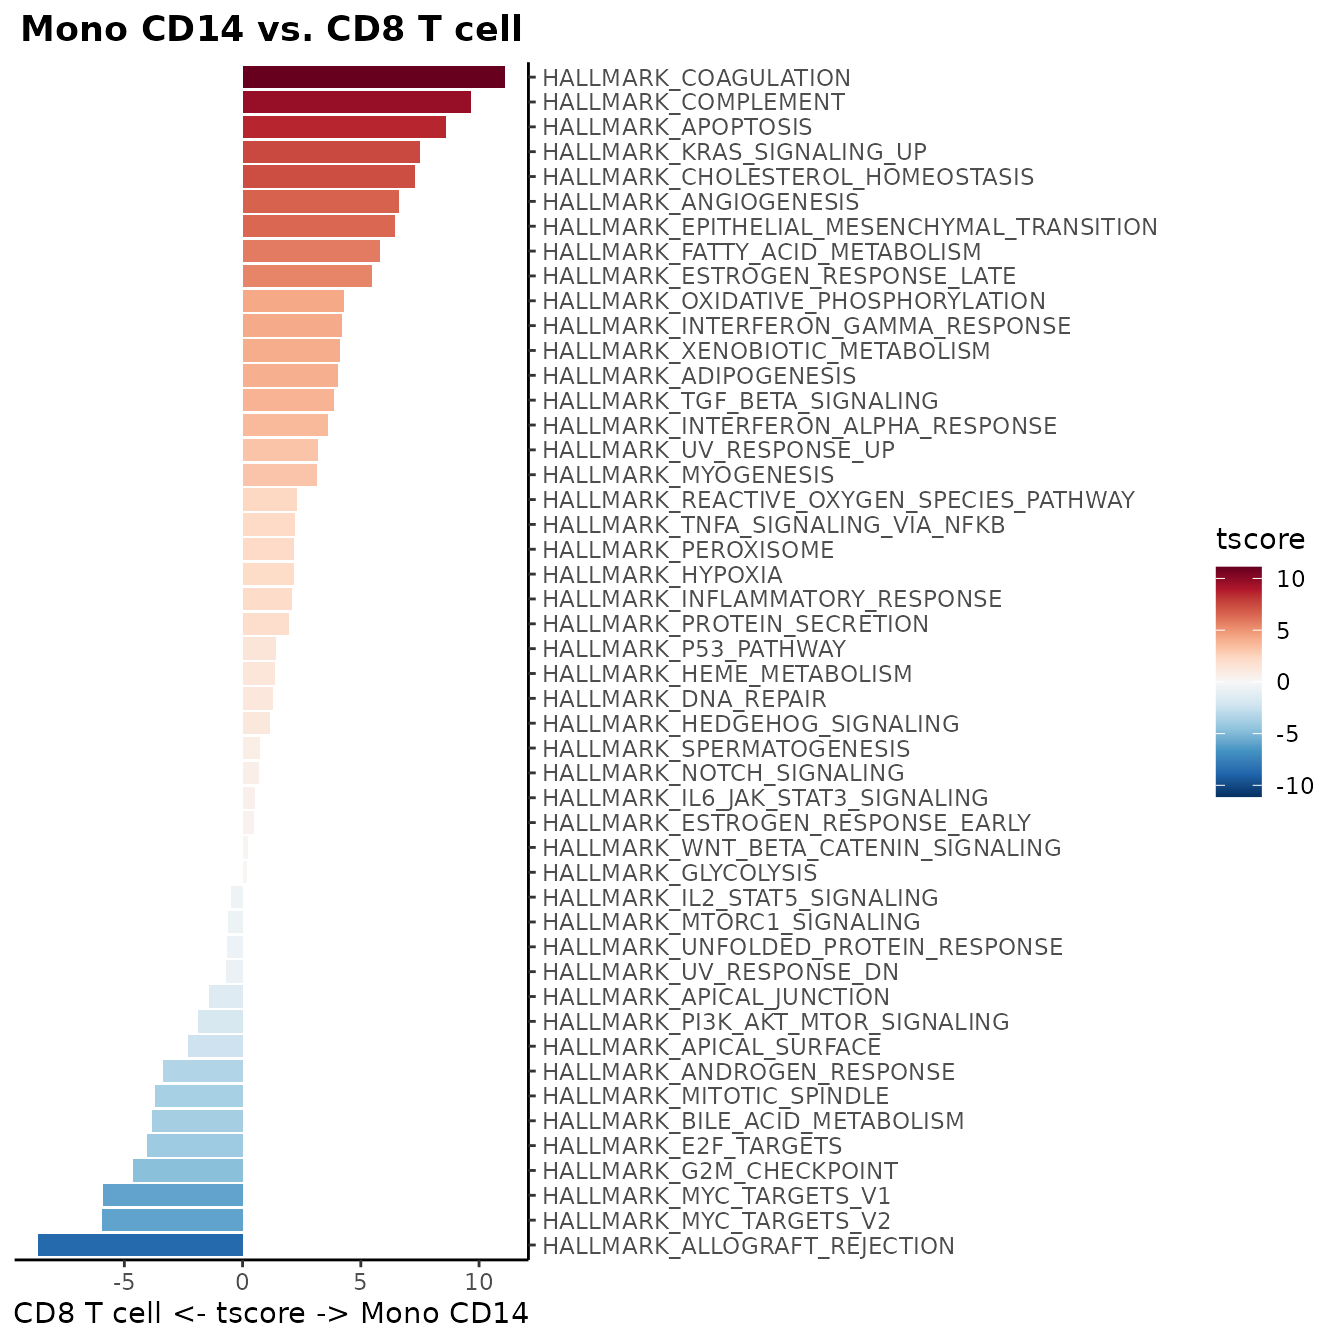 Mono CD14 vs. CD8 T cell
HALLMARK_COAGULATION
HALLMARK_COMPLEMENT
HALLMARK_APOPTOSIS
HALLMARK_KRAS_SIGNALING_UP
HALLMARK_CHOLESTEROL_HOMEOSTASIS
HALLMARK_ANGIOGENESIS
HALLMARK_EPITHELIAL_MESENCHYMAL_TRANSITION
HALLMARK_FATTY_ACID_METABOLISM
HALLMARK_ESTROGEN_RESPONSE_LATE
HALLMARK_OXIDATIVE_PHOSPHORYLATION
HALLMARK_INTERFERON_GAMMA_RESPONSE
HALLMARK_XENOBIOTIC_METABOLISM
HALLMARK_ADIPOGENESIS
HALLMARK_TGF_BETA_SIGNALING
HALLMARK_INTERFERON_ALPHA_RESPONSE
HALLMARK_UV_RESPONSE_UP
HALLMARK_MYOGENESIS
HALLMARK_REACTIVE_OXYGEN_SPECIES_PATHWAY
HALLMARK_TNFA_SIGNALING_VIA_NFKB
HALLMARK_PEROXISOME
HALLMARK_HYPOXIA
HALLMARK_INFLAMMATORY_RESPONSE
HALLMARK_PROTEIN_SECRETION
HALLMARK_P53_PATHWAY
HALLMARK_HEME_METABOLISM
HALLMARK_DNA_REPAIR
HALLMARK_HEDGEHOG_SIGNALING
HALLMARK_SPERMATOGENESIS
HALLMARK_NOTCH_SIGNALING
HALLMARK_IL6_JAK_STAT3_SIGNALING
HALLMARK_ESTROGEN_RESPONSE_EARLY
HALLMARK_WNT_BETA_CATENIN_SIGNALING
HALLMARK_GLYCOLYSIS
HALLMARK_IL2_STAT5_SIGNALING
HALLMARK_MTORC1_SIGNALING
HALLMARK_UNFOLDED_PROTEIN_RESPONSE
HALLMARK_UV_RESPONSE_DN
HALLMARK_APICAL_JUNCTION
HALLMARK_PI3K_AKT_MTOR_SIGNALING
HALLMARK_APICAL_SURFACE
HALLMARK_ANDROGEN_RESPONSE
HALLMARK_MITOTIC_SPINDLE
HALLMARK_BILE_ACID_METABOLISM
HALLMARK_E2F_TARGETS
HALLMARK_G2M_CHECKPOINT
HALLMARK_MYC_TARGETS_V1
HALLMARK_MYC_TARGETS_V2
HALLMARK_ALLOGRAFT_REJECTION
-5 0 5 10
CD8 T cell <- tscore -> Mono CD14
tscore
10
5
0
-5
-10